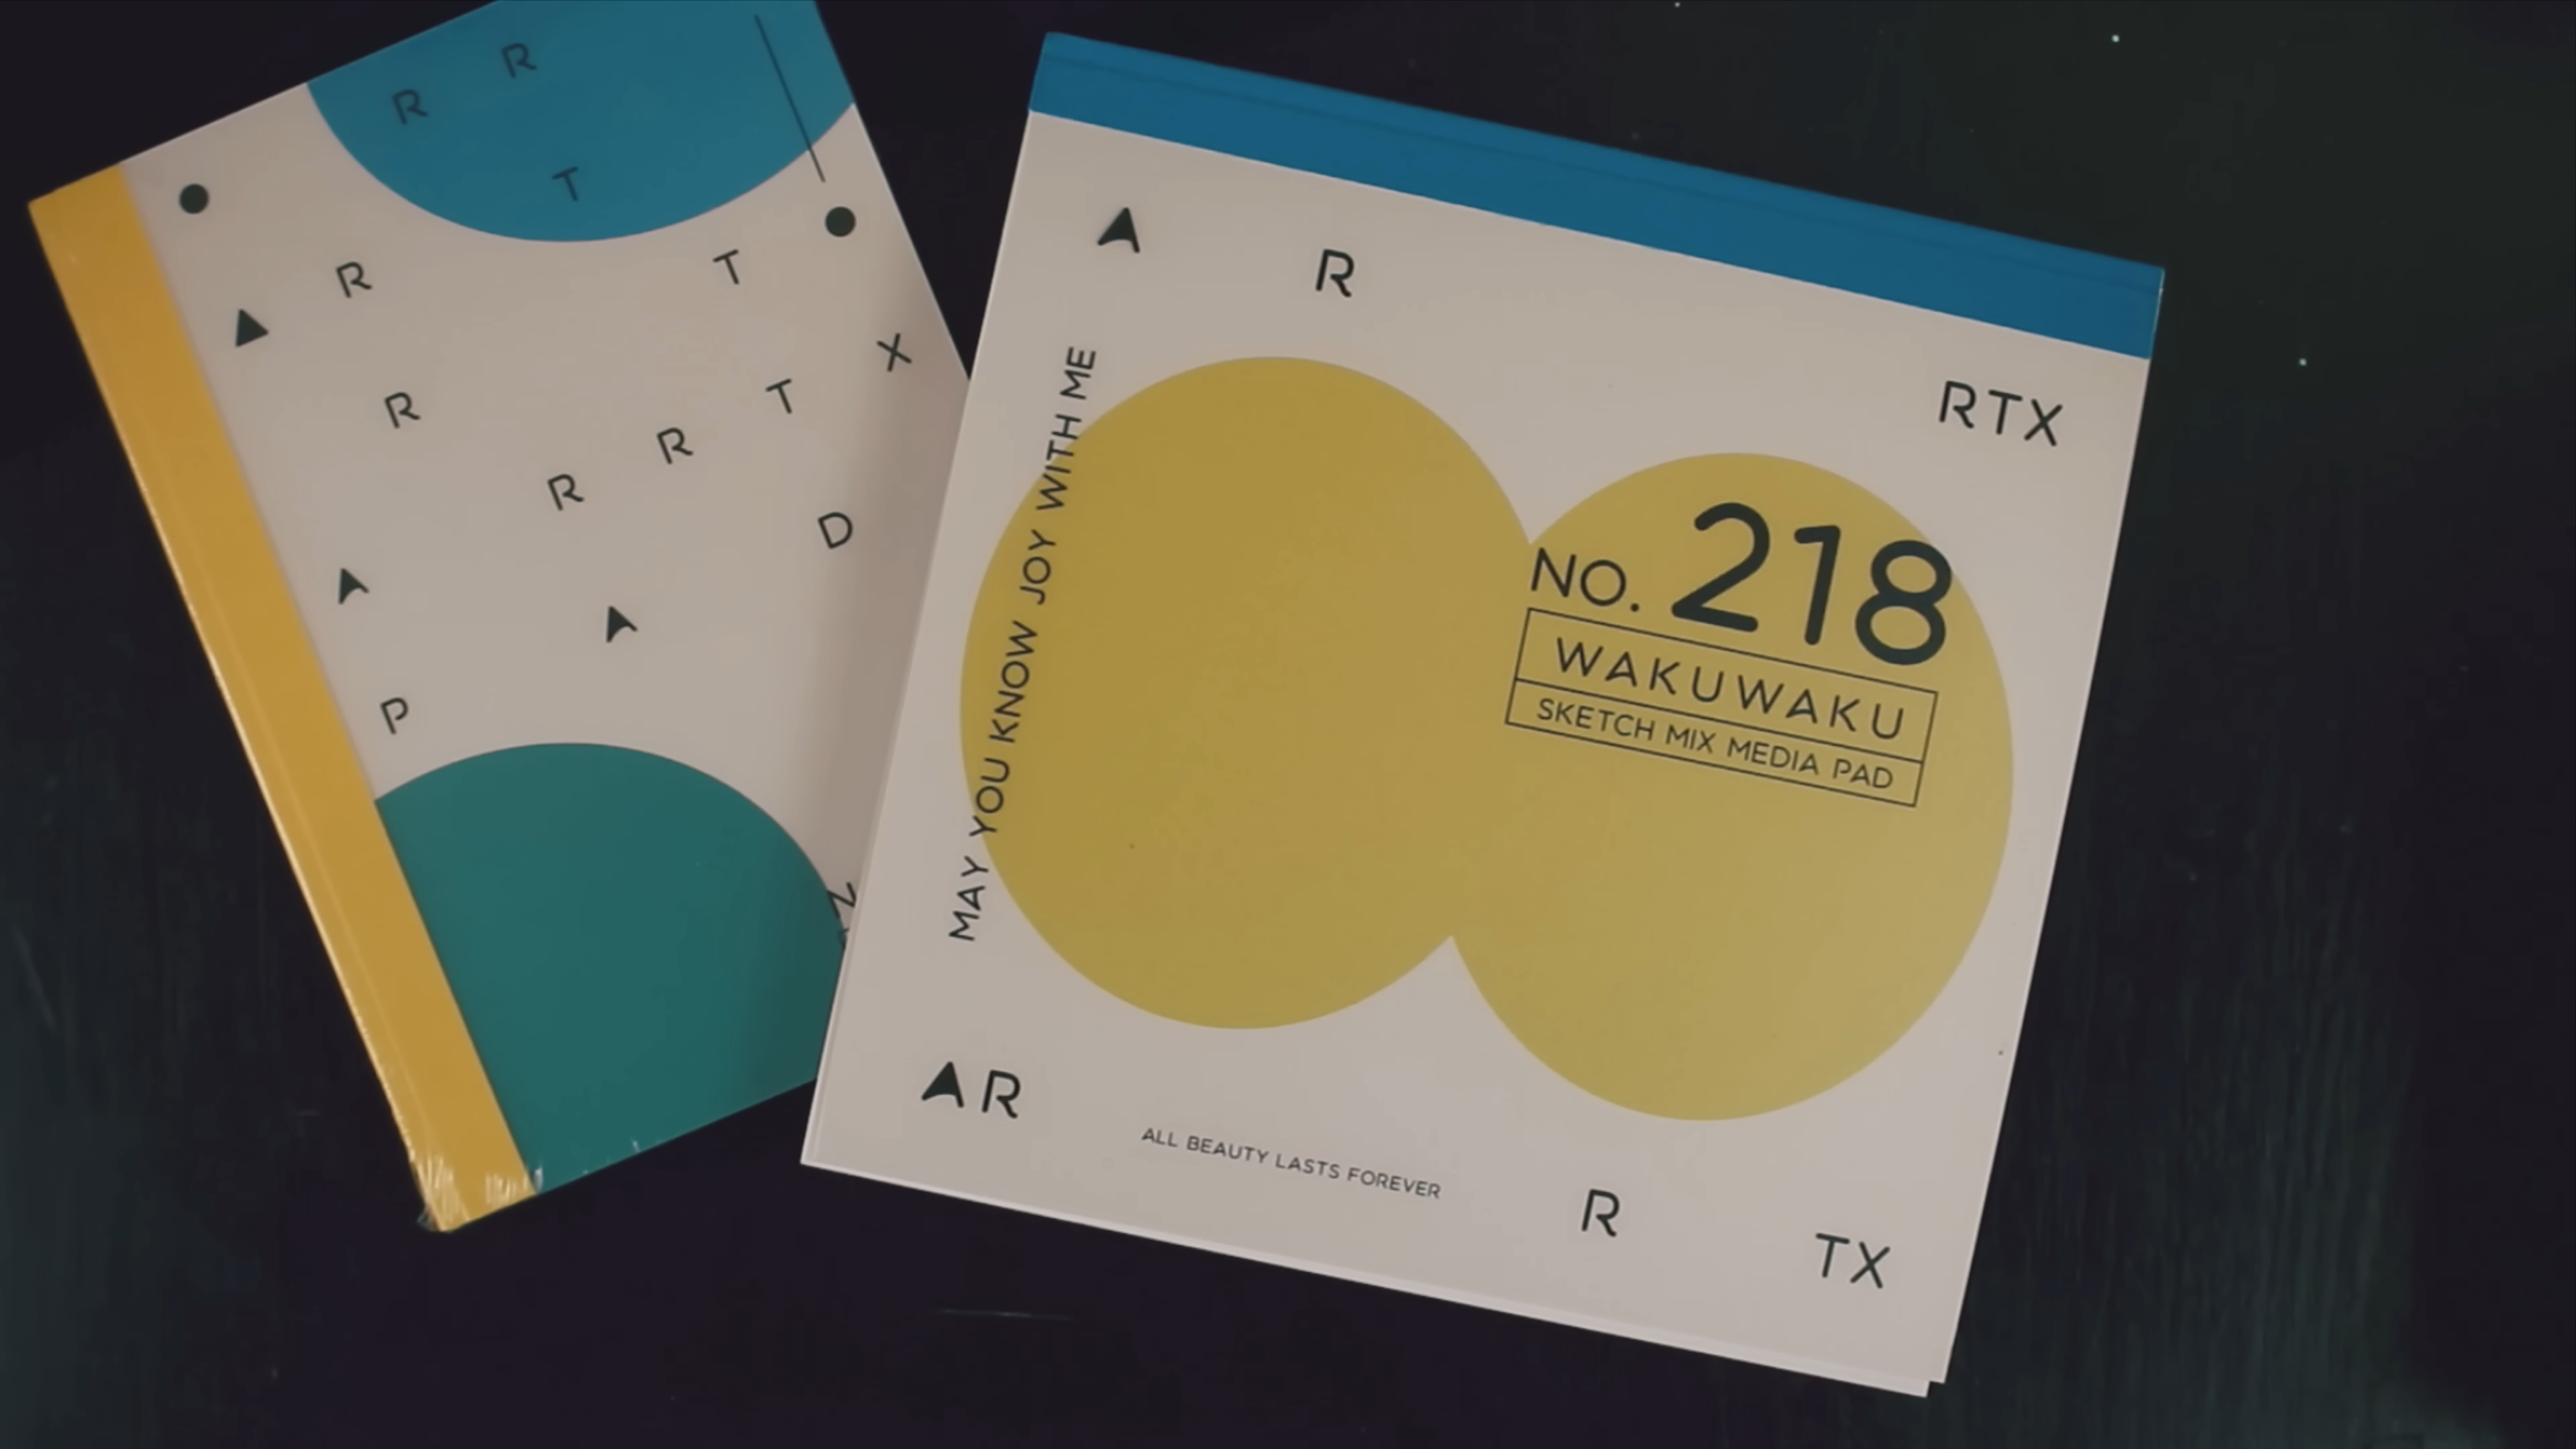 R R
T
R T
R R R T X
D
A A
P
N
A R
RTX
MAY YOU KNOW JOY WITH ME
NO. 218
WAKUWAKU
SKETCH MIX MEDIA PAD
AR
ALL BEAUTY LASTS FOREVER
R TX